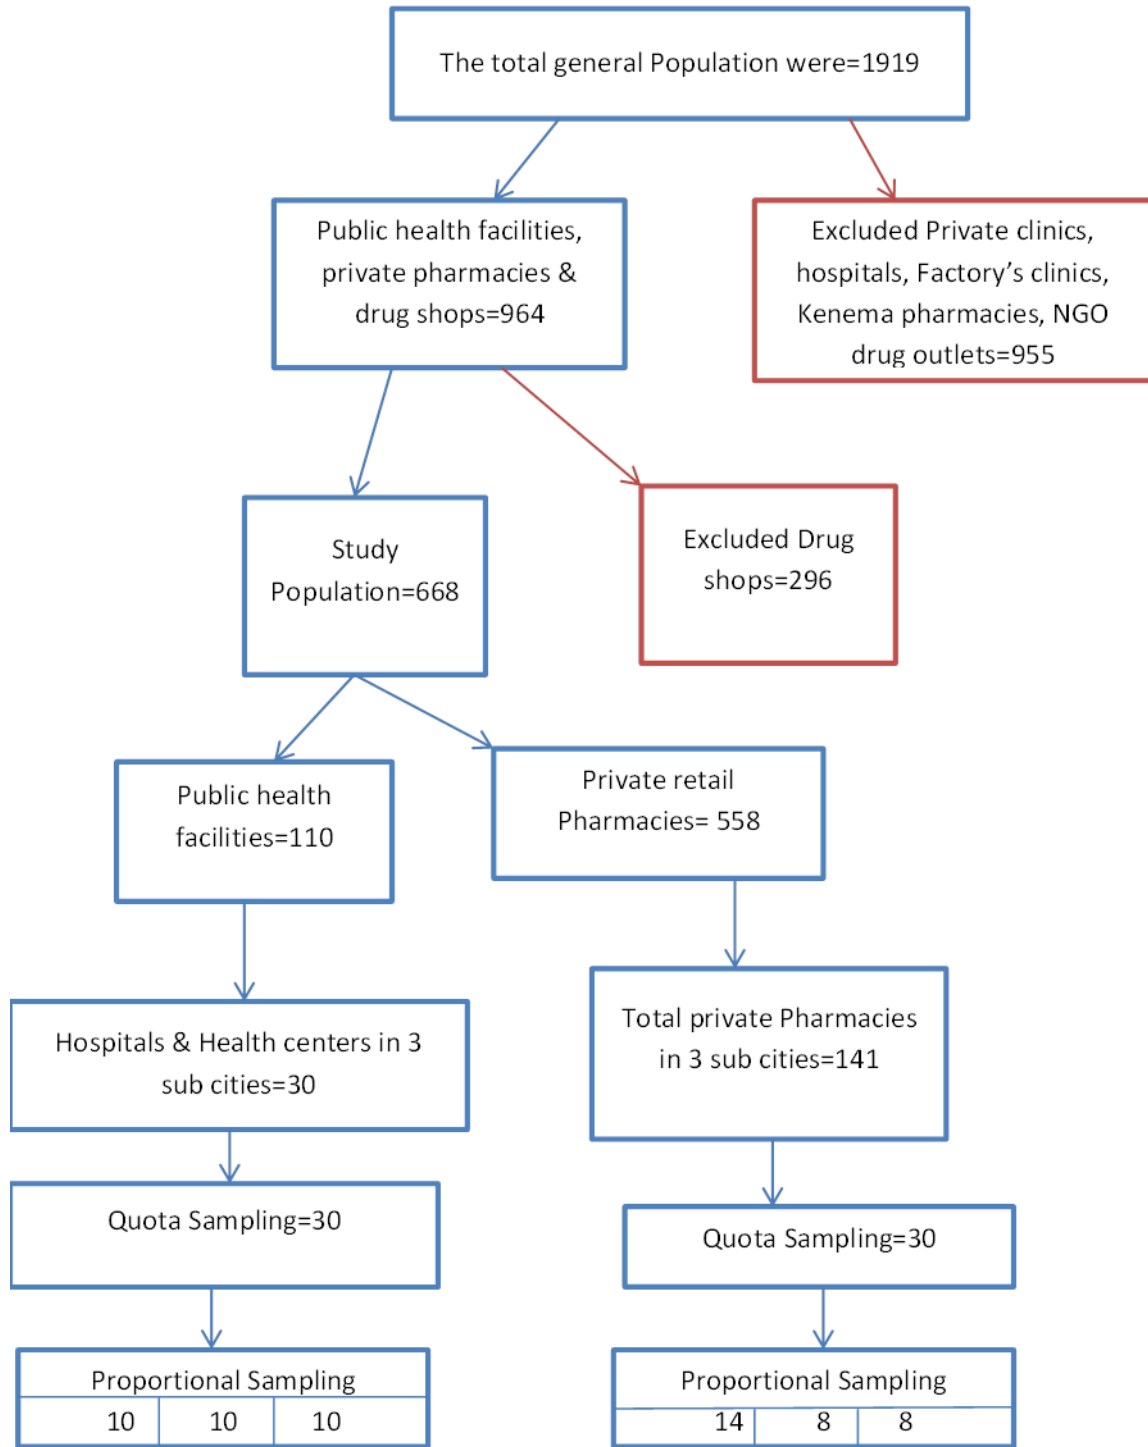 The total general Population were=1919
Public health facilities,
private pharmacies &
drug shops=964
Excluded Private clinics,
hospitals, Factory’s clinics,
Kenema pharmacies, NGO
drug outlets=955
Study
Population=668
Excluded Drug
shops=296
Public health
facilities=110
Private retail
Pharmacies= 558
Hospitals & Health centers in 3
sub cities=30
Total private Pharmacies
in 3 sub cities=141
Quota Sampling=30
Quota Sampling=30
Proportional Sampling
10 10 10
Proportional Sampling
14 8 8